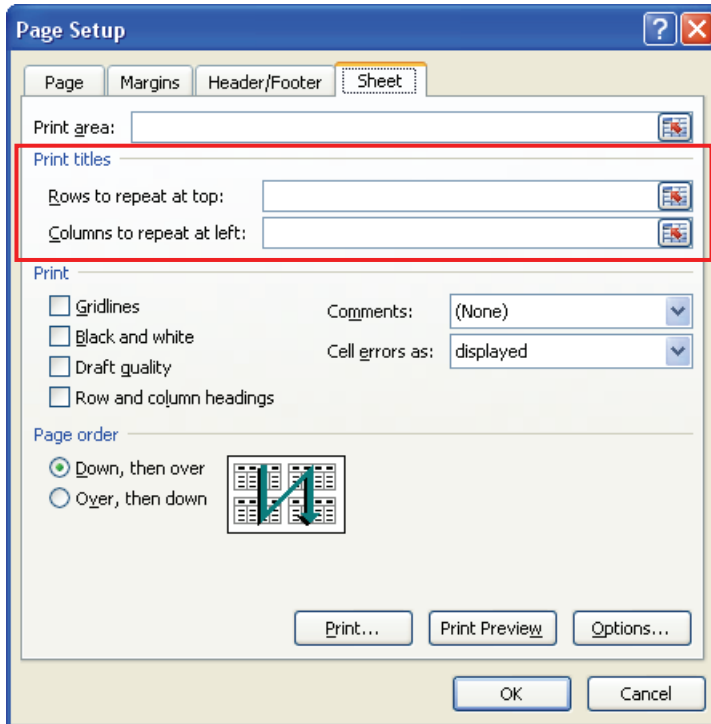 Page Setup
Page Margins Header/Footer Sheet
Print area:
Print titles
Rows to repeat at top:
Columns to repeat at left:
Print
Gridlines
Black and white
Draft quality
Row and column headings
Comments: (None)
Cell errors as: displayed
Page order
Down, then over
Over, then down
Print... Print Preview Options...
OK Cancel